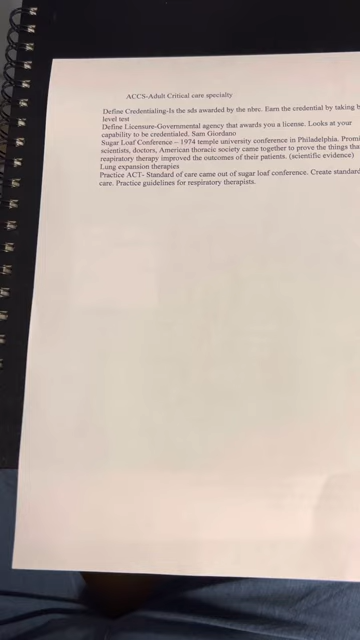 ACCS-Adult Critical care specialty
Define Credentialing-Is the sds awarded by the nbrc. Earn the credential by taking
level test
Define Licensure-Governmental agency that awards you a license. Looks at your
capability to be credentialed. Sam Giordano
Sugar Loaf Conference – 1974 temple university conference in Philadelphia. Promi
scientists, doctors, American thoracic society came together to prove the things tha
respiratory therapy improved the outcomes of their patients. (scientific evidence)
Lung expansion therapies
Practice ACT- Standard of care came out of sugar loaf conference. Create standard
care. Practice guidelines for respiratory therapists.